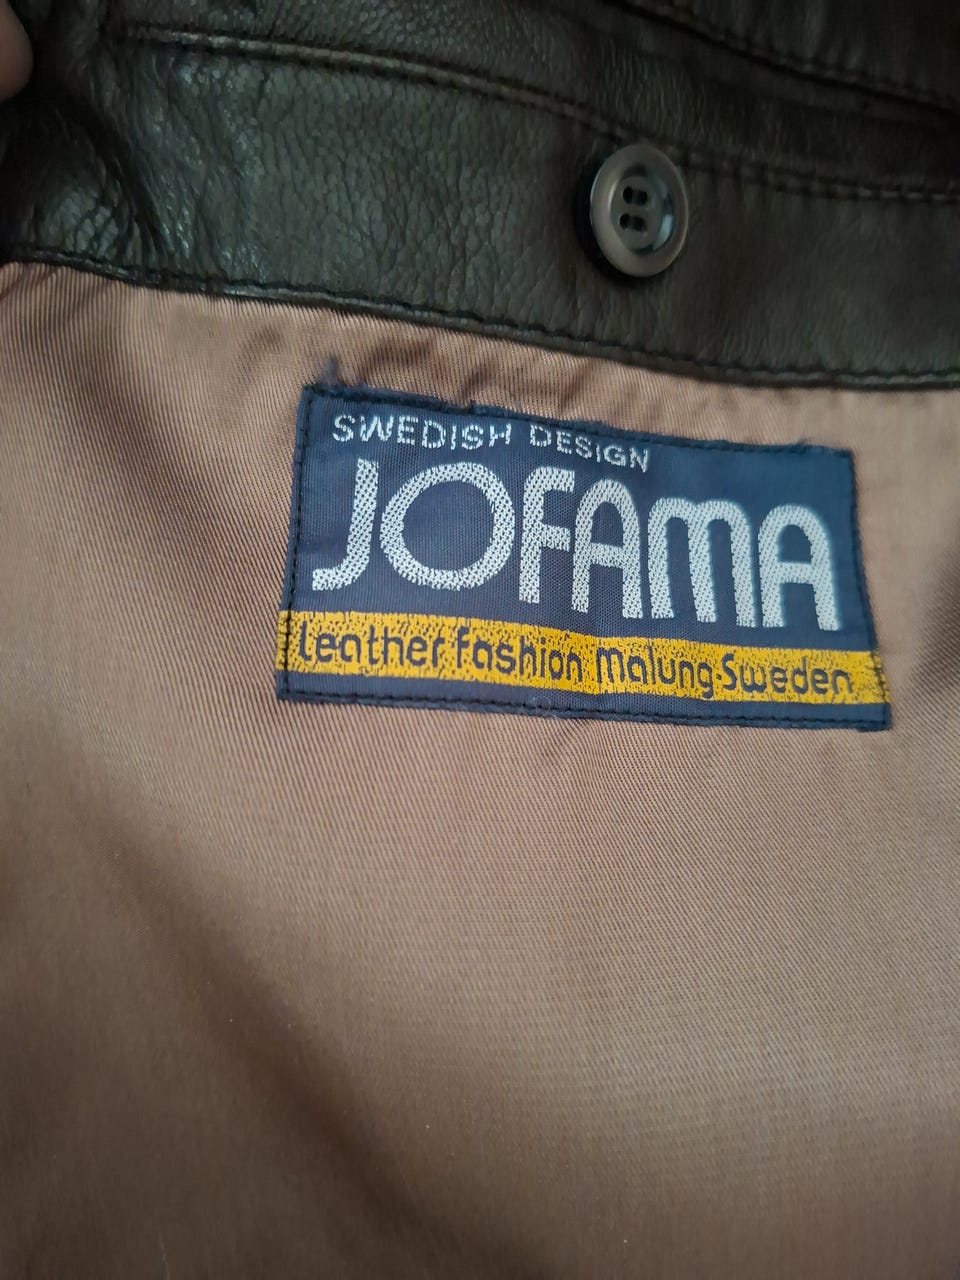 SWEDISH DESIGN
JOFAMA
Leather fashion Malung-Sweden